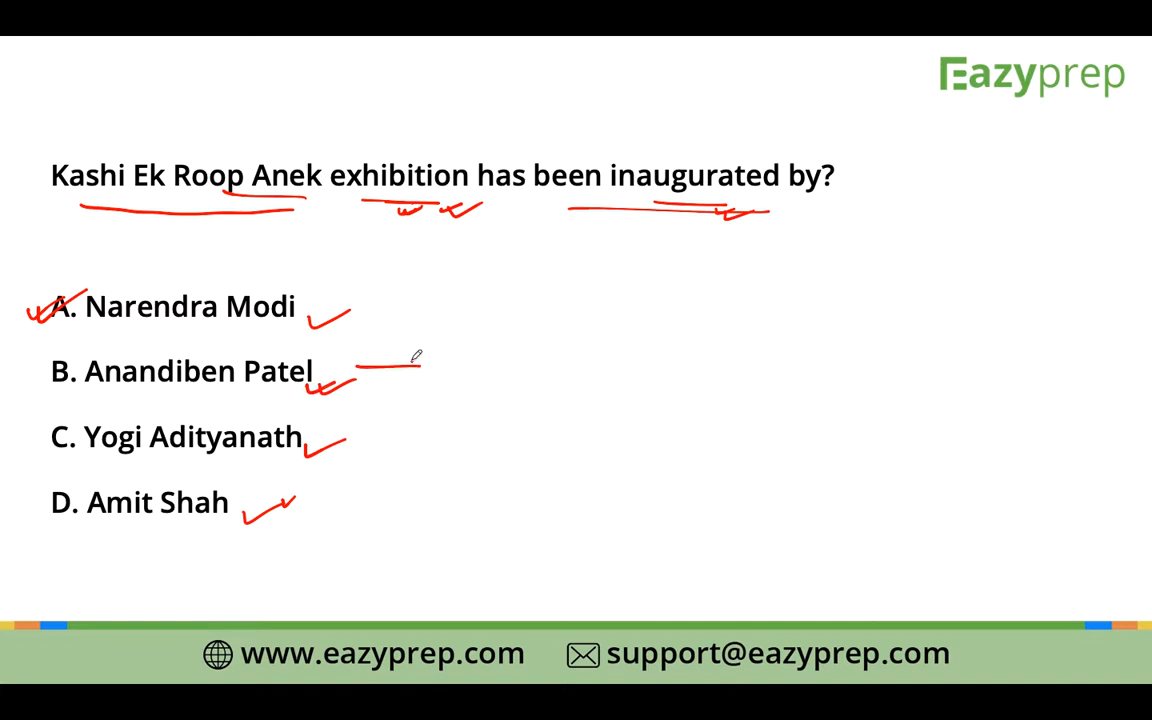 Eazyprep
Kashi Ek Roop Anek exhibition has been inaugurated by?
A. Narendra Modi
B. Anandiben Patel
C. Yogi Adityanath
D. Amit Shah
www.eazyprep.com support@eazyprep.com